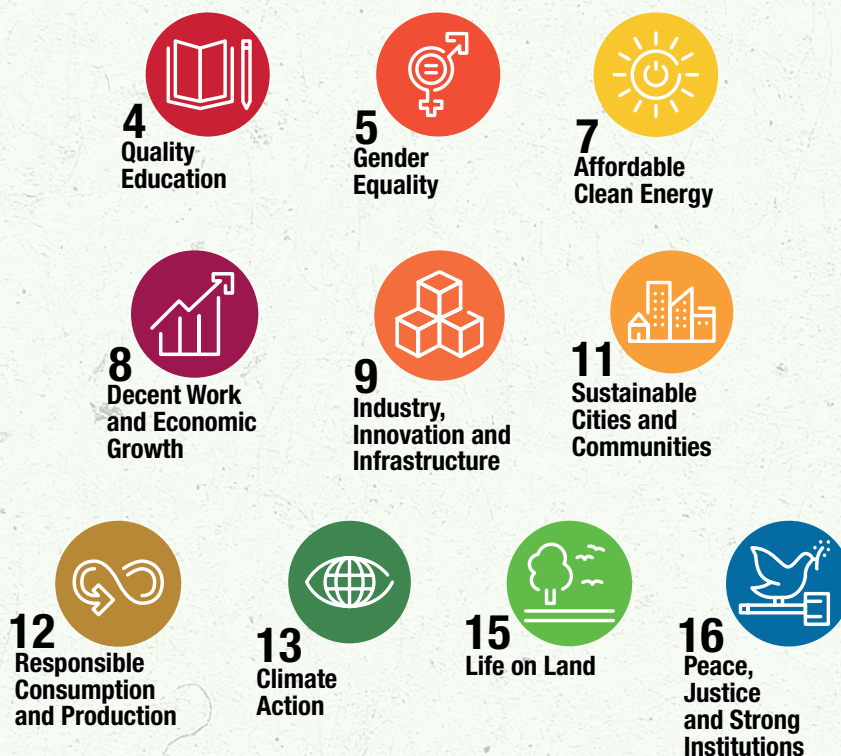 4
Quality
Education
5
Gender
Equality
7
Affordable
Clean Energy
8
Decent Work
and Economic
Growth
9
Industry,
Innovation and
Infrastructure
11
Sustainable
Cities and
Communities
12
Responsible
Consumption
and Production
13
Climate
Action
15
Life on Land
16
Peace,
Justice
and Strong
Institutions